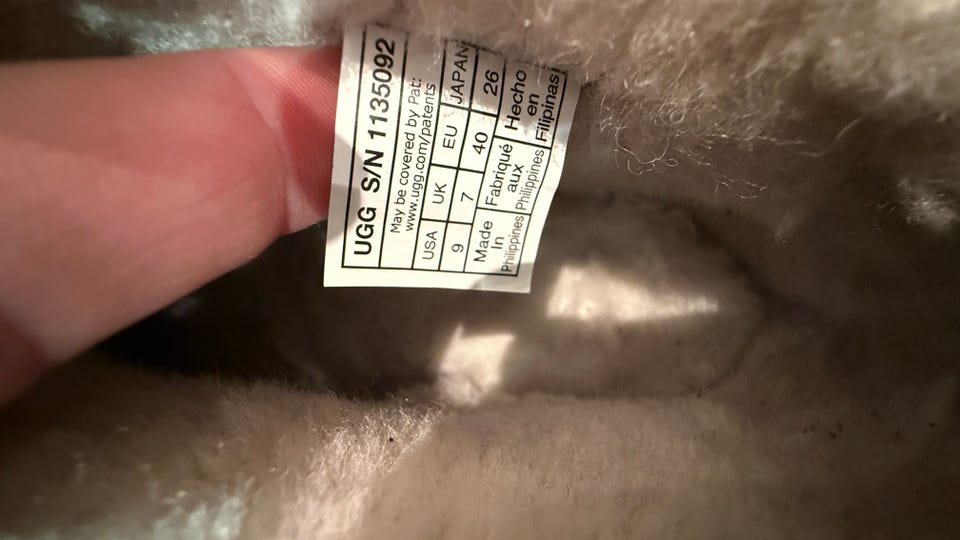 UGG S/N 1135092
May be covered by Pat:
www.ugg.com/patents
USA UK EU JAPAN
9 7 40 26
Made In Philippines
Fabriqué aux Philippines
Hecho en Filipinas